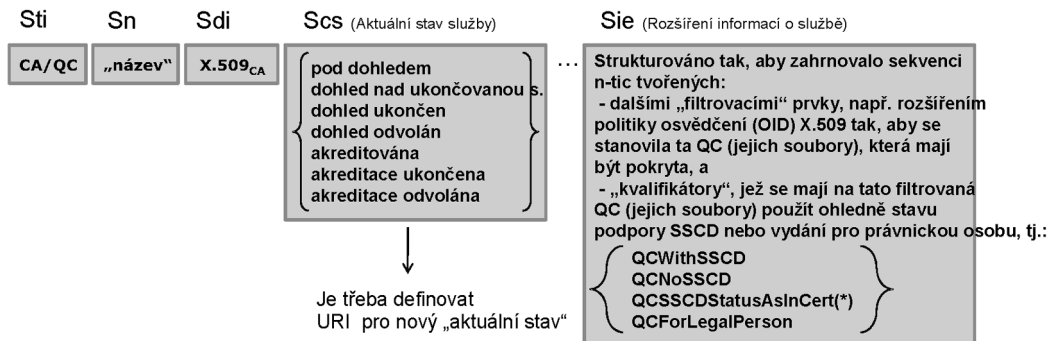 Sti
Sn
Sdi
Scs (Aktuální stav služby)
Sie (Rozšíření informací o službě)
CA/QC
„název“
X.509CA
pod dohledem
dohled nad ukončovanou s.
dohled ukončen
dohled odvolán
akreditována
akreditace ukončena
akreditace odvolána
...
Strukturováno tak, aby zahrnovalo sekvenci
n-tic tvořených:
- dalšími „filtrovacími“ prvky, např. rozšířením
politiky osvědčení (OID) X.509 tak, aby se
stanovila ta QC (jejich soubory), která mají
být pokryta, a
- „kvalifikátory“, jež se mají na tato filtrovaná
QC (jejich soubory) použít ohledně stavu
podpory SSCD nebo vydání pro právnickou osobu, tj.:
QCWithSSCD
QCNoSSCD
QCSSCDStatusAsInCert(*)
QCForLegalPerson
Je třeba definovat
URI pro nový „aktuální stav“